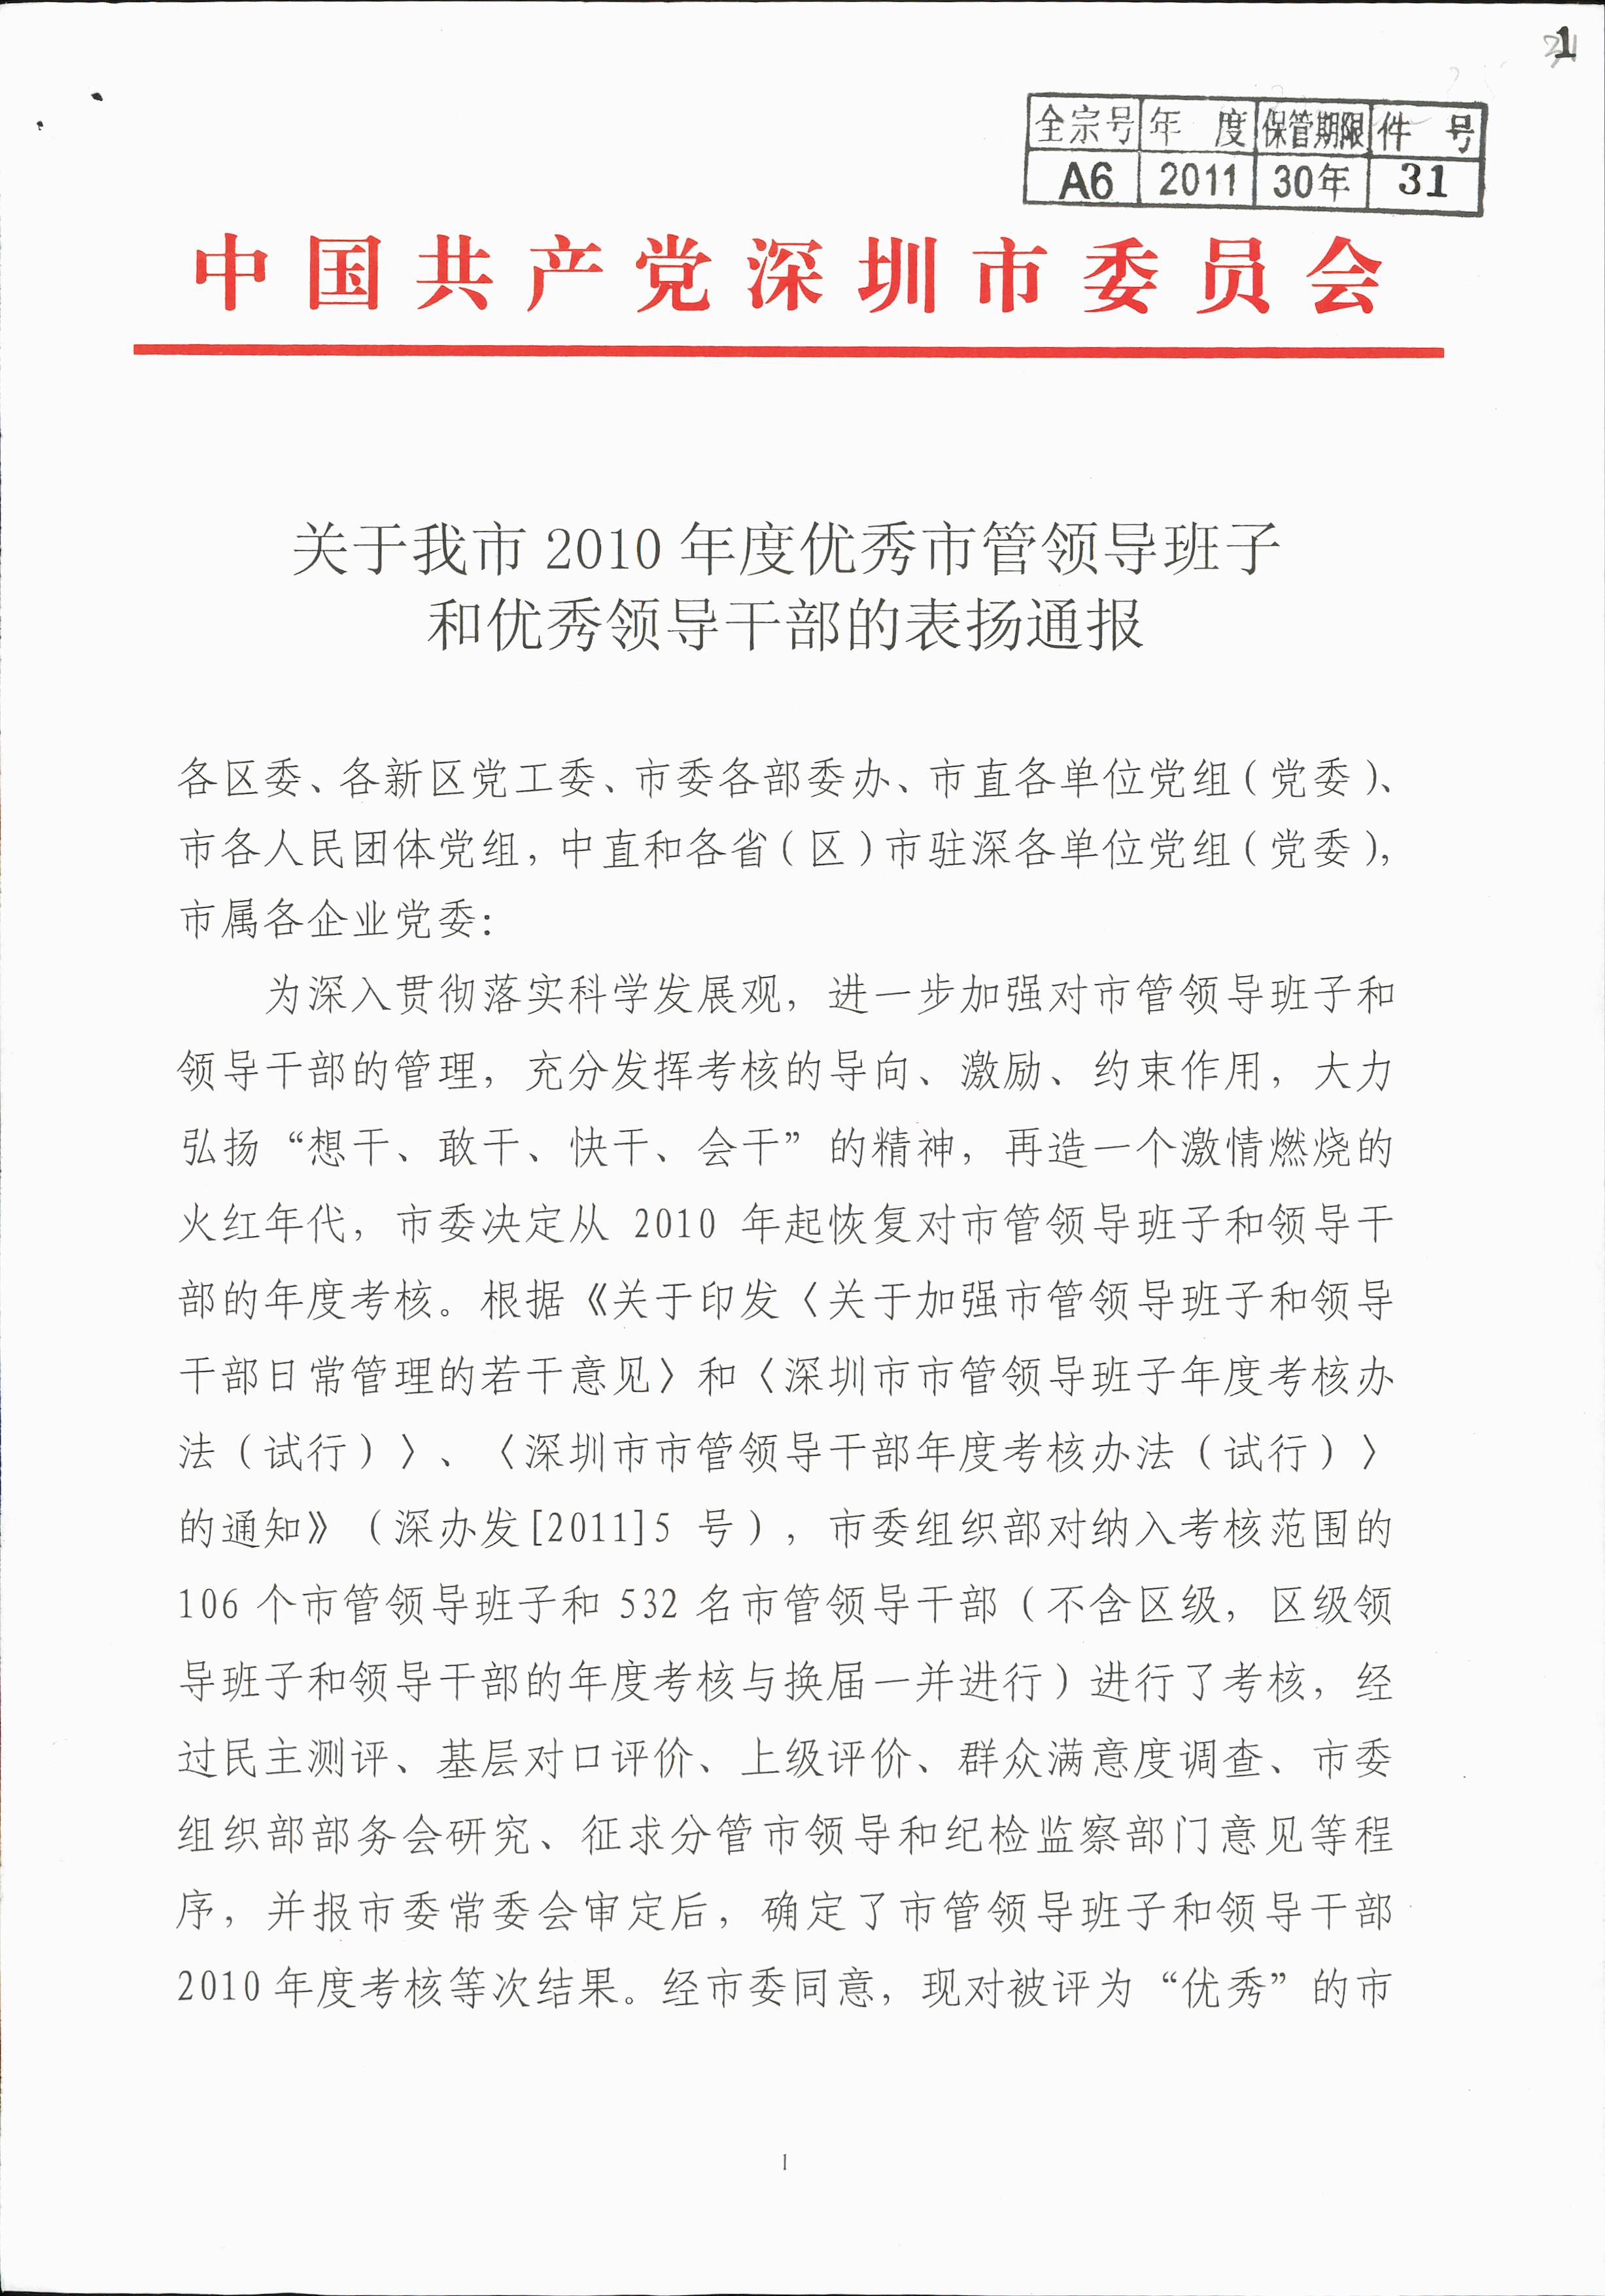 1
全宗号 年 度 保管期限 件 号
A6 2011 30年 31
中国共产党深圳市委员会
关于我市 2010 年度优秀市管领导班子
和优秀领导干部的表扬通报
各区委、各新区党工委、市委各部委办、市直各单位党组(党委)、
市各人民团体党组，中直和各省(区)市驻深各单位党组(党委)，
市属各企业党委：
为深入贯彻落实科学发展观，进一步加强对市管领导班子和
领导干部的管理，充分发挥考核的导向、激励、约束作用，大力
弘扬“想干、敢干、快干、会干”的精神，再造一个激情燃烧的
火红年代，市委决定从 2010 年起恢复对市管领导班子和领导干
部的年度考核。根据《关于印发〈关于加强市管领导班子和领导
干部日常管理的若干意见〉和〈深圳市市管领导班子年度考核办
法(试行)〉、〈深圳市市管领导干部年度考核办法(试行)〉
的通知》(深办发[2011]5 号)，市委组织部对纳入考核范围的
106 个市管领导班子和 532 名市管领导干部(不含区级，区级领
导班子和领导干部的年度考核与换届一并进行)进行了考核，经
过民主测评、基层对口评价、上级评价、群众满意度调查、市委
组织部部务会研究、征求分管市领导和纪检监察部门意见等程
序，并报市委常委会审定后，确定了市管领导班子和领导干部
2010 年度考核等次结果。经市委同意，现对被评为“优秀”的市
1